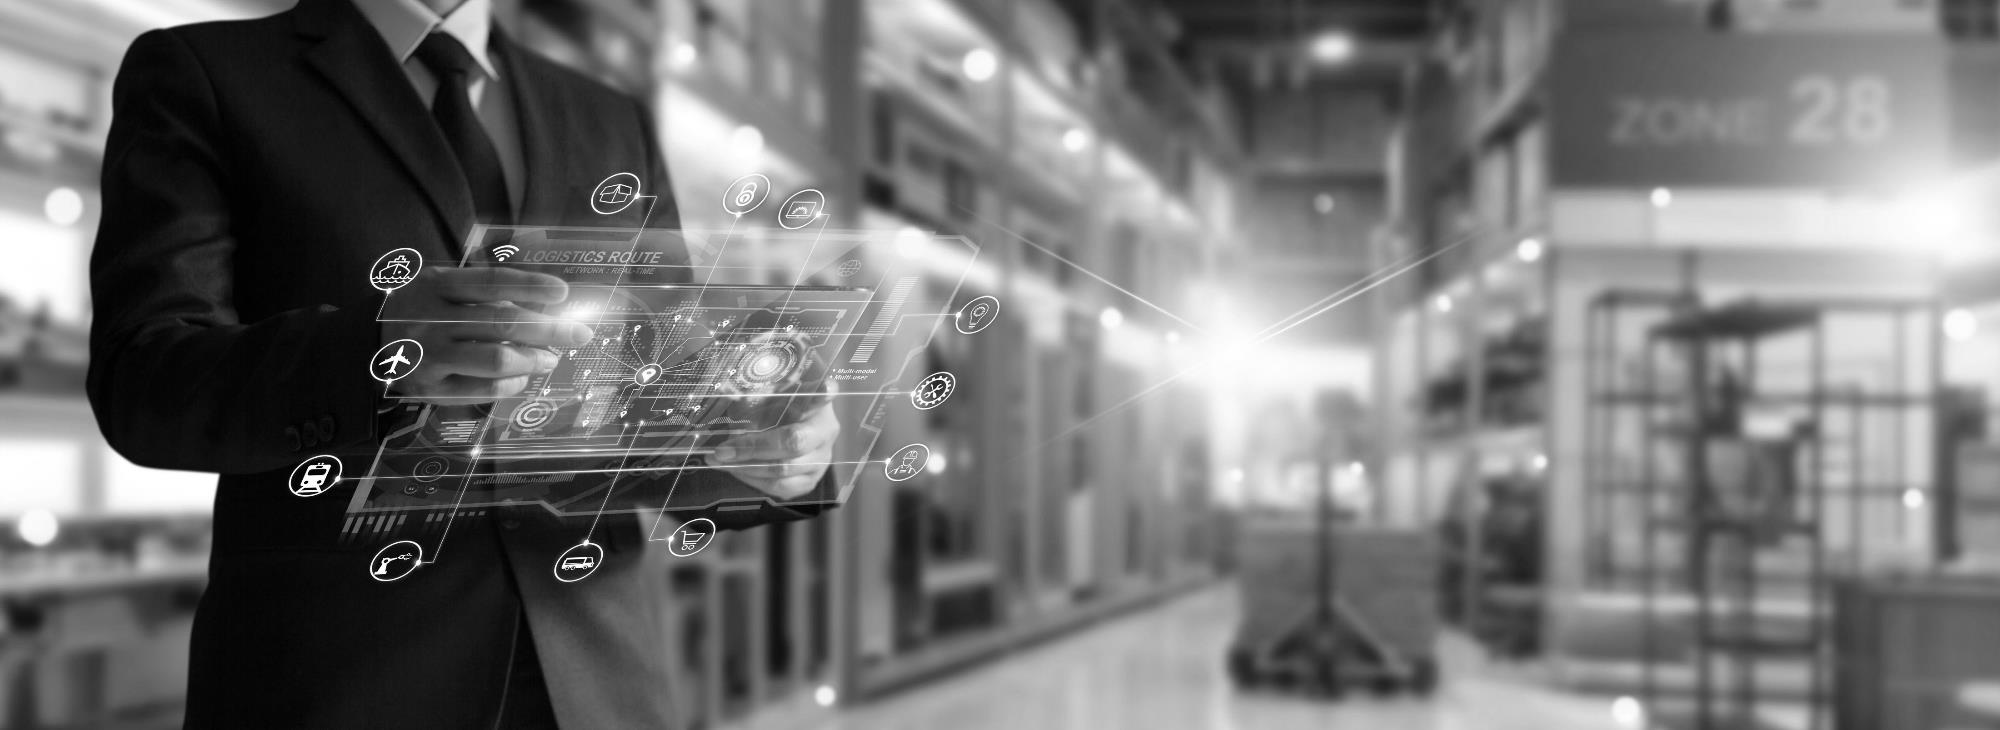 LOGISTICS ROUTE
NETWORK : REAL-TIME
• Multi-modal
• Multi-user
ZONE 28